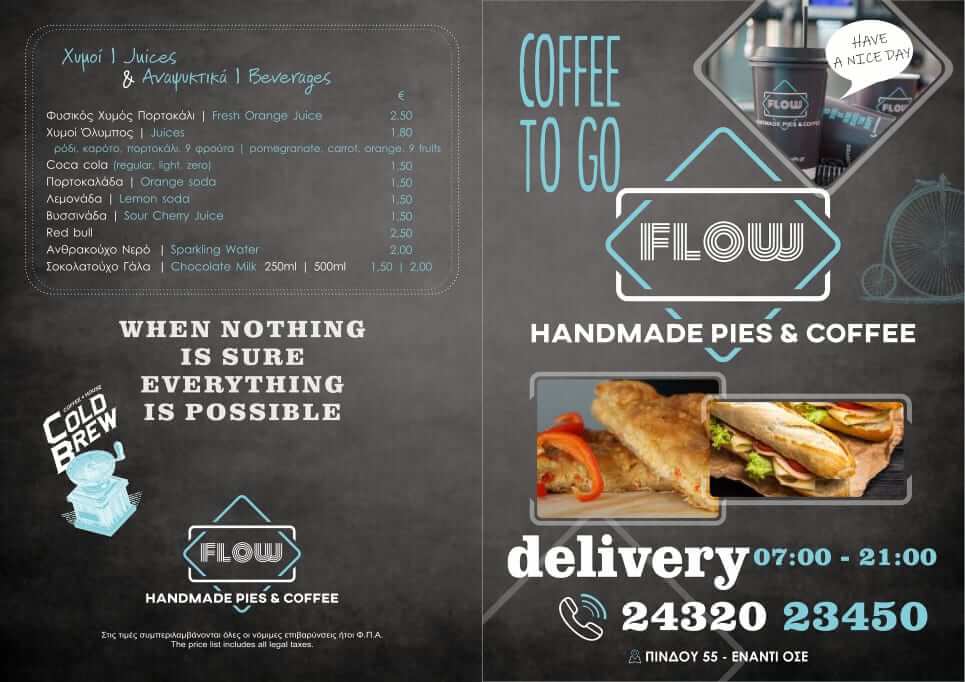 Χυμοί | Juices
& Αναψυκτικά | Beverages
€
Φυσικός Χυμός Πορτοκάλι | Fresh Orange Juice 2,50
Χυμοί Όλυμπος | Juices 1,80
ρόδι, καρότο, πορτοκάλι, 9 φρούτα | pomegranate, carrot, orange, 9 fruits
Coca cola (regular, light, zero) 1,50
Πορτοκαλάδα | Orange soda 1,50
Λεμονάδα | Lemon soda 1,50
Βυσσινάδα | Sour Cherry Juice 1,50
Red bull 2,50
Ανθρακούχο Νερό | Sparkling Water 2,00
Σοκολατούχο Γάλα | Chocolate Milk 250ml | 500ml 1,50 | 2,00
WHEN NOTHING
IS SURE
EVERYTHING
IS POSSIBLE
COFFEE • HOUSE
COLD
BREW
FLOW
HANDMADE PIES & COFFEE
Στις τιμές συμπεριλαμβάνονται όλες οι νόμιμες επιβαρύνσεις ήτοι Φ.Π.Α.
The price list includes all legal taxes.
COFFEE
TO GO
HAVE
A NICE DAY
FLOW
HANDMADE PIES & COFFEE
FLOW
FLOW
HANDMADE PIES & COFFEE
delivery 07:00 - 21:00
24320 23450
ΠΙΝΔΟΥ 55 - ΕΝΑΝΤΙ ΟΣΕ